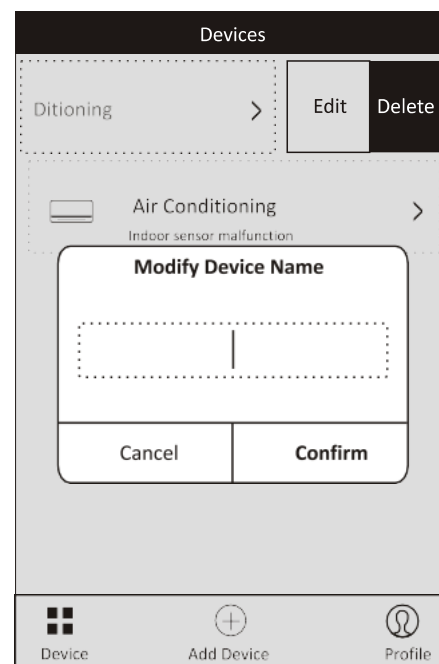 Devices
Ditioning > Edit Delete
Air Conditioning >
Indoor sensor malfunction
Modify Device Name
Cancel Confirm
Device Add Device Profile